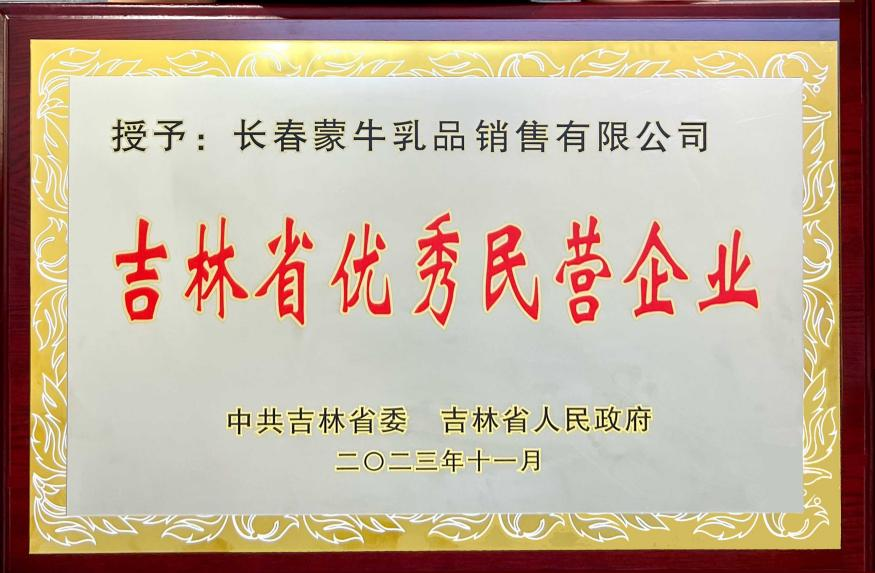 授予：长春蒙牛乳品销售有限公司
吉林省优秀民营企业
中共吉林省委 吉林省人民政府
二〇二三年十一月